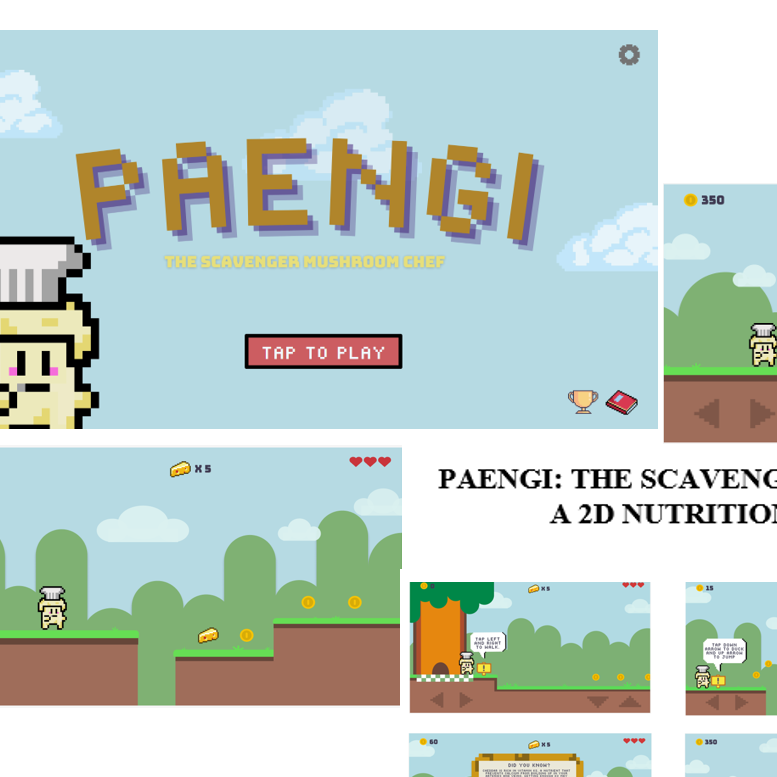 PAENGI
THE SCAVENGER MUSHROOM CHEF
TAP TO PLAY
350
X 5
PAENGI: THE SCAVENG
A 2D NUTRITION
X 5
TAP LEFT
AND RIGHT
TO WALK.
15
TAP DOWN
ARROW TO DUCK
AND UP ARROW
TO JUMP
60
X 5
DID YOU KNOW?
350